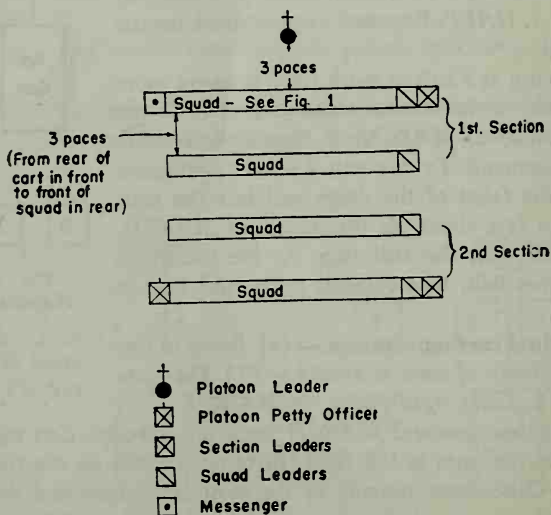 3 paces
Squad - See Fig. 1
3 paces
(From rear of
cart in front
to front of
squad in rear)
1st. Section
Squad
Squad
2nd Section
Squad
Platoon Leader
Platoon Petty Officer
Section Leaders
Squad Leaders
Messenger